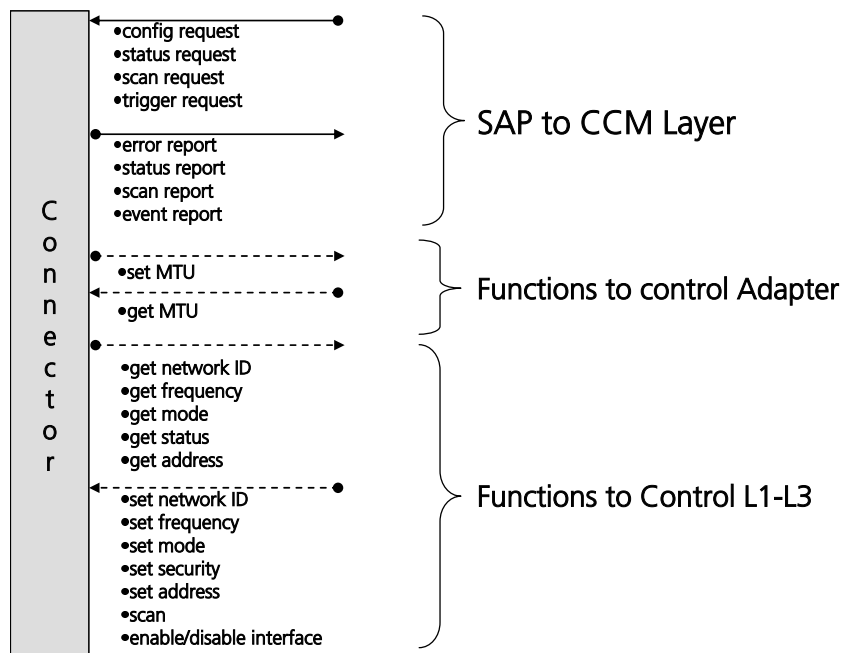 •config request
•status request
•scan request
•trigger request
SAP to CCM Layer
•error report
•status report
•scan report
•event report
Connector
•set MTU
•get MTU
Functions to control Adapter
•get network ID
•get frequency
•get mode
•get status
•get address
•set network ID
•set frequency
•set mode
•set security
•set address
•scan
•enable/disable interface
Functions to Control L1-L3